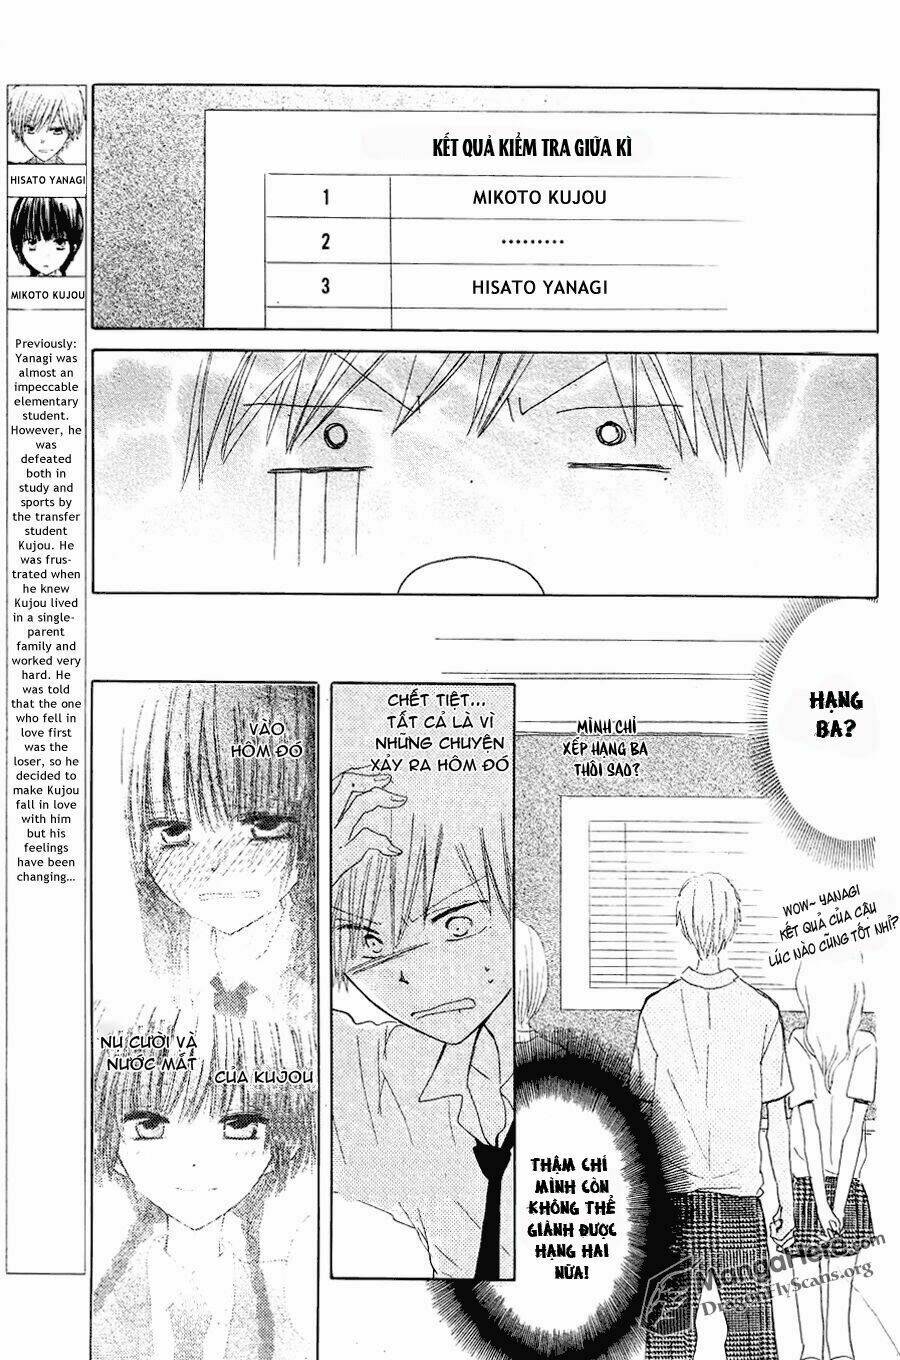 HISATO YANAGI
MIKOTO KUJOU
Previously:
Yanagi was
almost an
impeccable
elementary
student.
However, he
was
defeated
both in
study and
sports by
the transfer
student
Kujou. He
was frus-
trated when
he knew
Kujou lived
in a single-
parent
family and
worked very
hard. He
was told
that the one
who fell in
love first
was the
loser, so he
decided to
make Kujou
fall in love
with him
but his
feelings
have been
changing...
KẾT QUẢ KIỂM TRA GIỮA KÌ
1 MIKOTO KUJOU
2 .........
3 HISATO YANAGI
HẠNG
BA?
MÌNH CHỈ
XẾP HẠNG BA
THÔI SAO?
WOW~ YANAGI
KẾT QUẢ CỦA CẬU
LÚC NÀO CŨNG TỐT NHỈ?
THẬM CHÍ
MÌNH CÒN
KHÔNG THỂ
GIÀNH ĐƯỢC
HẠNG HAI
NỮA!
CHẾT TIỆT...
TẤT CẢ LÀ VÌ
NHỮNG CHUYỆN
XẢY RA HÔM ĐÓ
VÀO
HÔM ĐÓ
NỤ CƯỜI VÀ
NƯỚC MẮT
CỦA KUJOU
MangaHere.com
DragonFlyScans.org